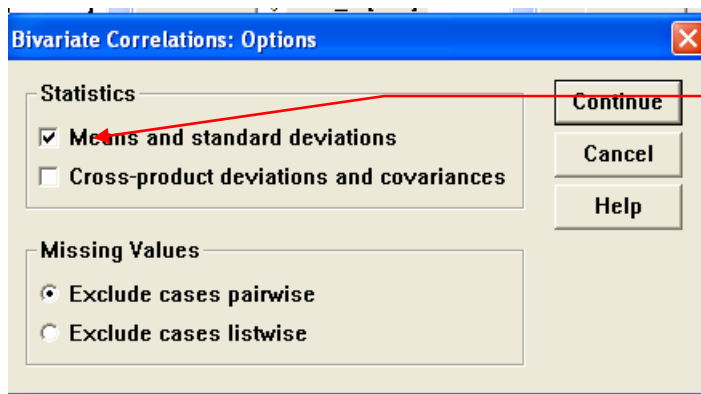 Bivariate Correlations: Options
Statistics
Means and standard deviations
Cross-product deviations and covariances
Continue
Cancel
Help
Missing Values
Exclude cases pairwise
Exclude cases listwise